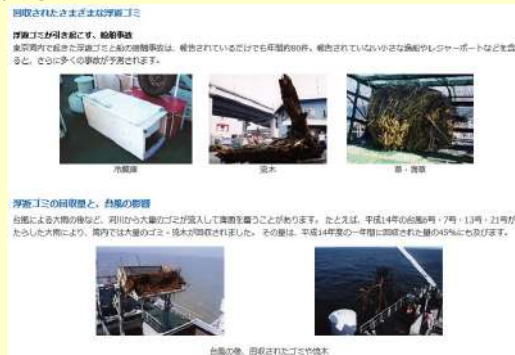 回収されたさまざまな浮遊ゴミ
浮遊ゴミが引き起こす、船舶事故
東京湾内で起きた浮遊ゴミと船の接触事故は、報告されているだけでも年間約80件。報告されていない小さな漁船やレジャーボートなどを含
ると、さらに多くの事故が予測されます。
冷蔵庫
流木
草・海草
浮遊ゴミの回収量と、台風の影響
台風による大雨の後など、河川から大量のゴミが流入して海面を覆うことがあります。たとえば、平成14年の台風6号・7号・13号・21号が
たらした大雨により、湾内では大量のゴミ・流木が回収されました。その量は、平成14年度の一年間に回収された量の45%にも及びます。
台風の後、回収されたゴミや流木